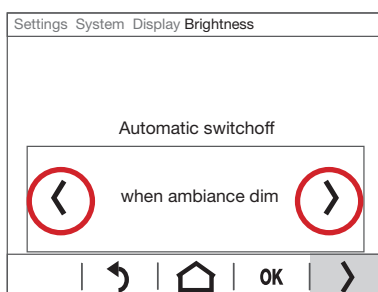 Settings System Display Brightness
Automatic switchoff
when ambiance dim
OK